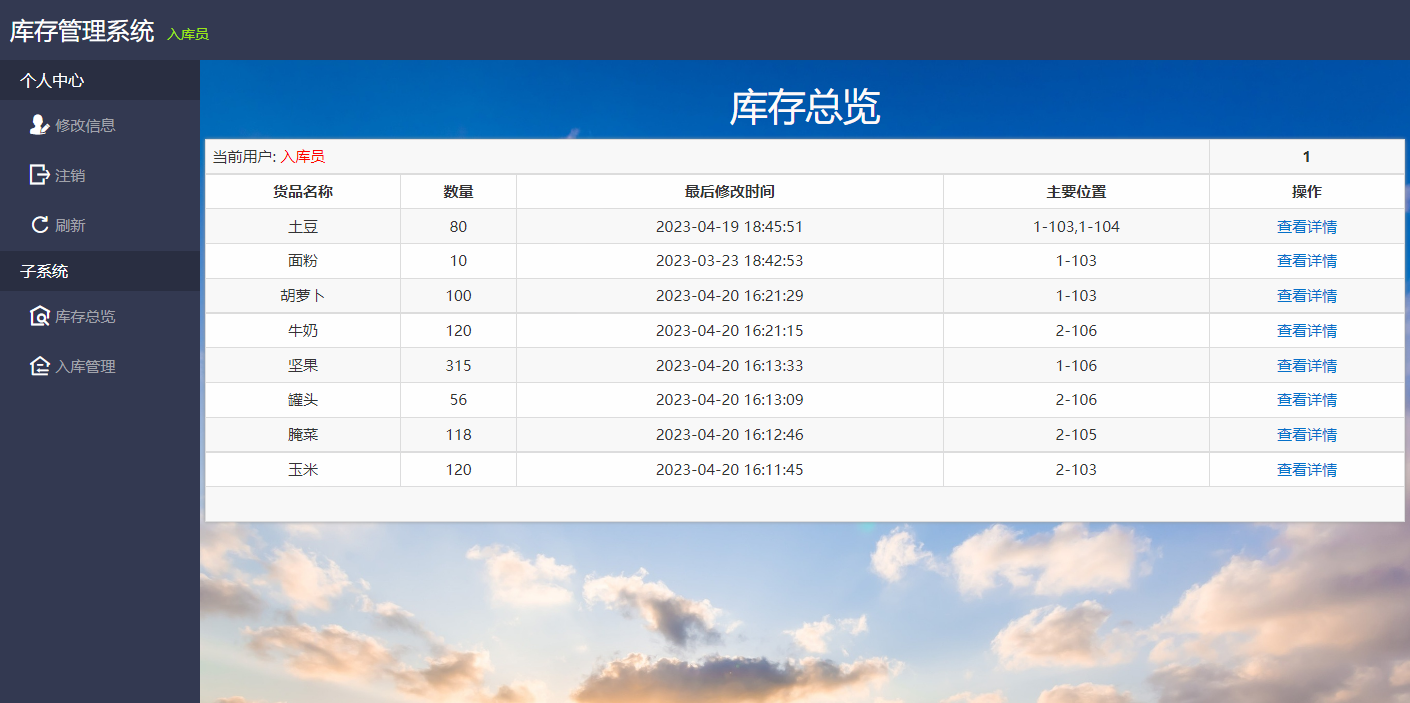 库存管理系统 入库员
个人中心
修改信息
注销
刷新
子系统
库存总览
入库管理
库存总览
当前用户: 入库员 1
货品名称 数量 最后修改时间 主要位置 操作
土豆 80 2023-04-19 18:45:51 1-103,1-104 查看详情
面粉 10 2023-03-23 18:42:53 1-103 查看详情
胡萝卜 100 2023-04-20 16:21:29 1-103 查看详情
牛奶 120 2023-04-20 16:21:15 2-106 查看详情
坚果 315 2023-04-20 16:13:33 1-106 查看详情
罐头 56 2023-04-20 16:13:09 2-106 查看详情
腌菜 118 2023-04-20 16:12:46 2-105 查看详情
玉米 120 2023-04-20 16:11:45 2-103 查看详情